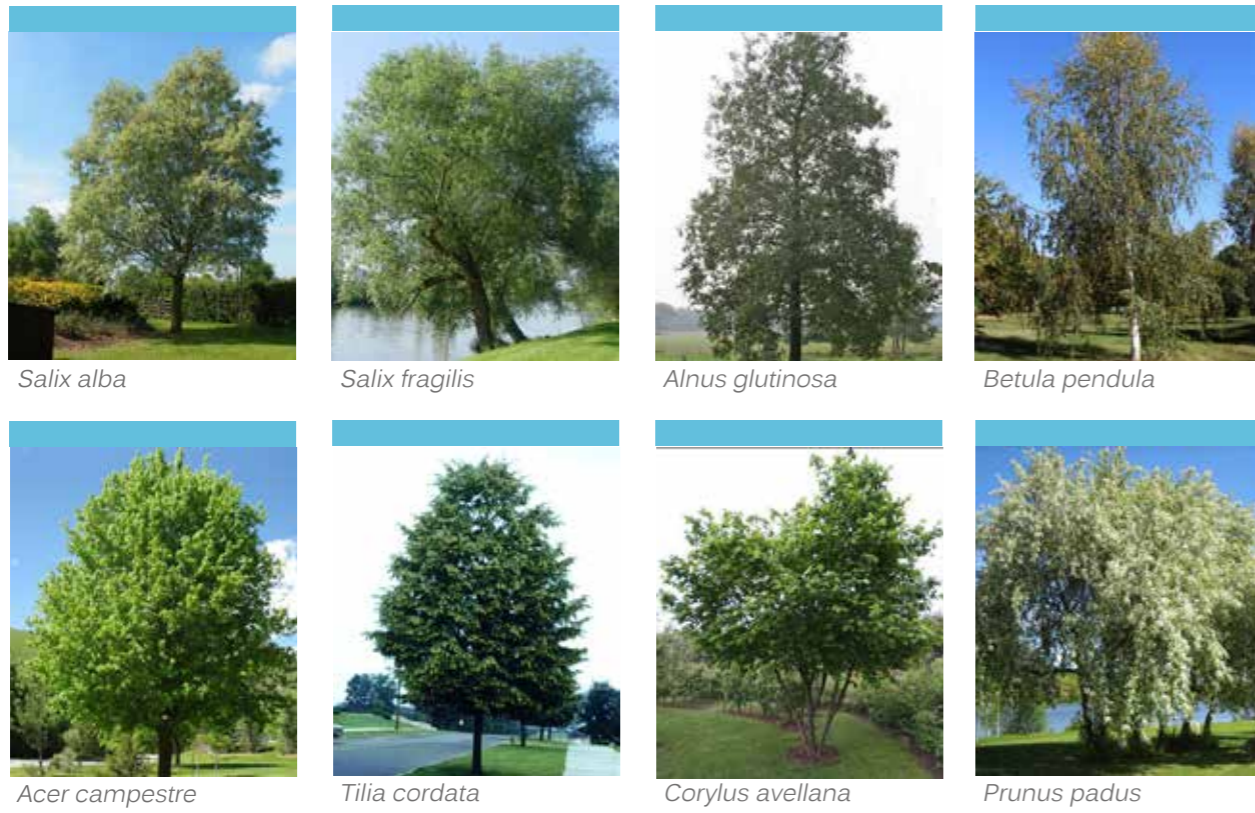 Salix alba
Salix fragilis
Alnus glutinosa
Betula pendula
Acer campestre
Tilia cordata
Corylus avellana
Prunus padus